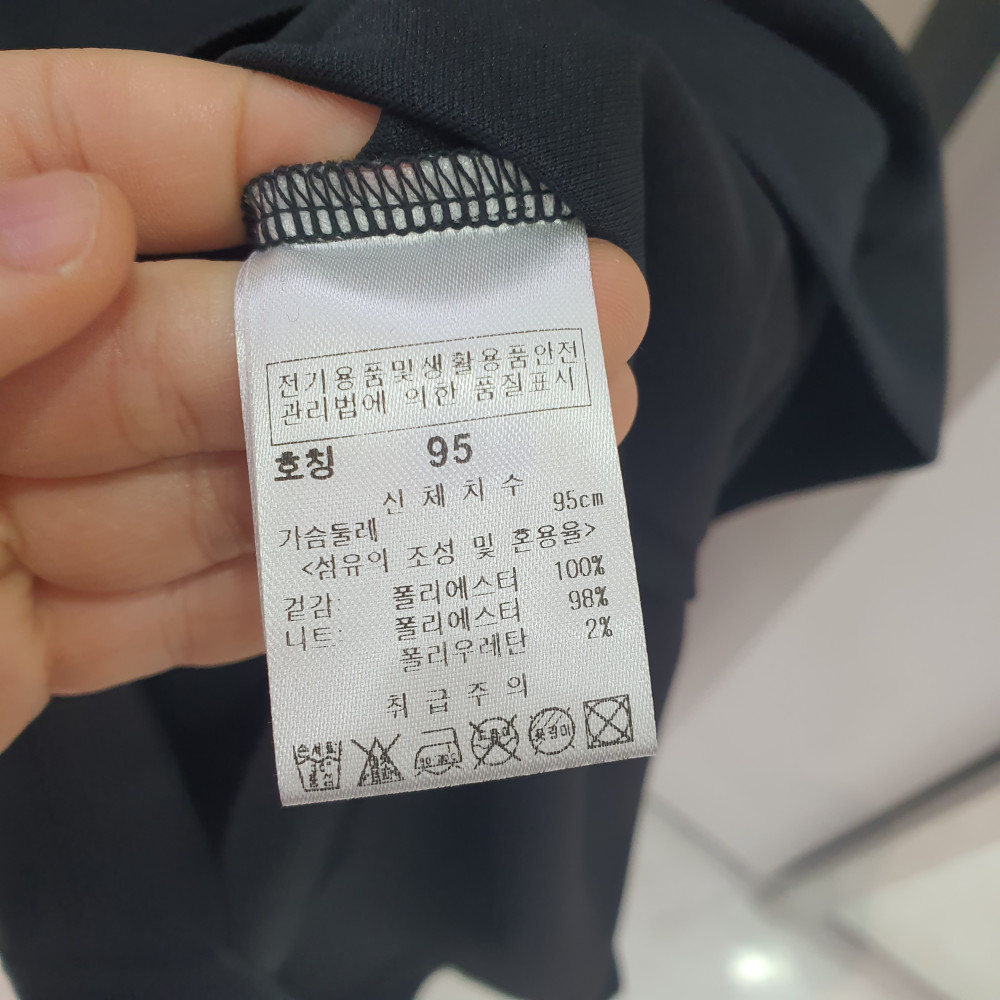 전기용품및생활용품안전
관리법에 의한 품질표시
호칭 95
신체치수
가슴둘레 95cm
<섬유의 조성 및 혼용율>
겉감: 폴리에스터 100%
니트: 폴리에스터 98%
폴리우레탄 2%
취급주의
손세탁